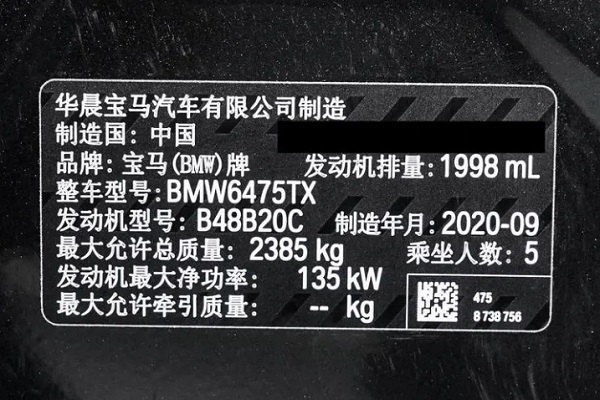 华晨宝马汽车有限公司制造
制造国: 中国
品牌: 宝马(BMW)牌 发动机排量: 1998 mL
整车型号: BMW6475TX
发动机型号: B48B20C 制造年月: 2020-09
最大允许总质量: 2385 kg 乘坐人数: 5
发动机最大净功率: 135 kW
最大允许牵引质量: -- kg
475
8 738 756